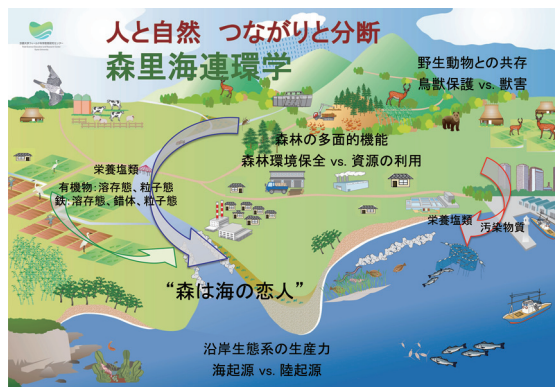 人と自然 つながりと分断
森里海連環学
野生動物との共存
鳥獣保護 vs. 獣害
森林の多面的機能
森林環境保全 vs. 資源の利用
栄養塩類
有機物：溶存態、粒子態
鉄：溶存態、錯体、粒子態
栄養塩類
汚染物質
“森は海の恋人”
沿岸生態系の生産力
海起源 vs. 陸起源